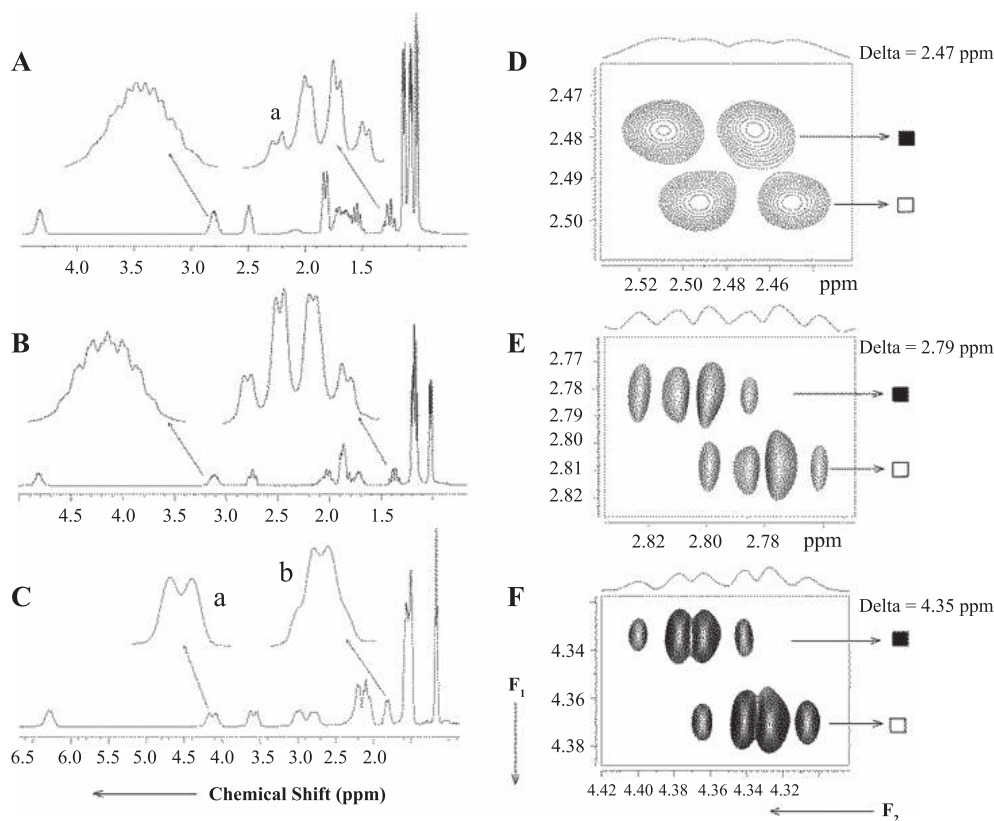 A
a
4.0 3.5 3.0 2.5 2.0 1.5
B
4.5 4.0 3.5 3.0 2.5 2.0 1.5
C
a
b
6.5 6.0 5.5 5.0 4.5 4.0 3.5 3.0 2.5 2.0
Chemical Shift (ppm)
D
Delta = 2.47 ppm
2.47
2.48
2.49
2.50
2.52 2.50 2.48 2.46 ppm
E
Delta = 2.79 ppm
2.77
2.78
2.79
2.80
2.81
2.82
2.82 2.80 2.78 ppm
F
Delta = 4.35 ppm
4.34
4.36
4.38
F1
4.42 4.40 4.38 4.36 4.34 4.32
F2